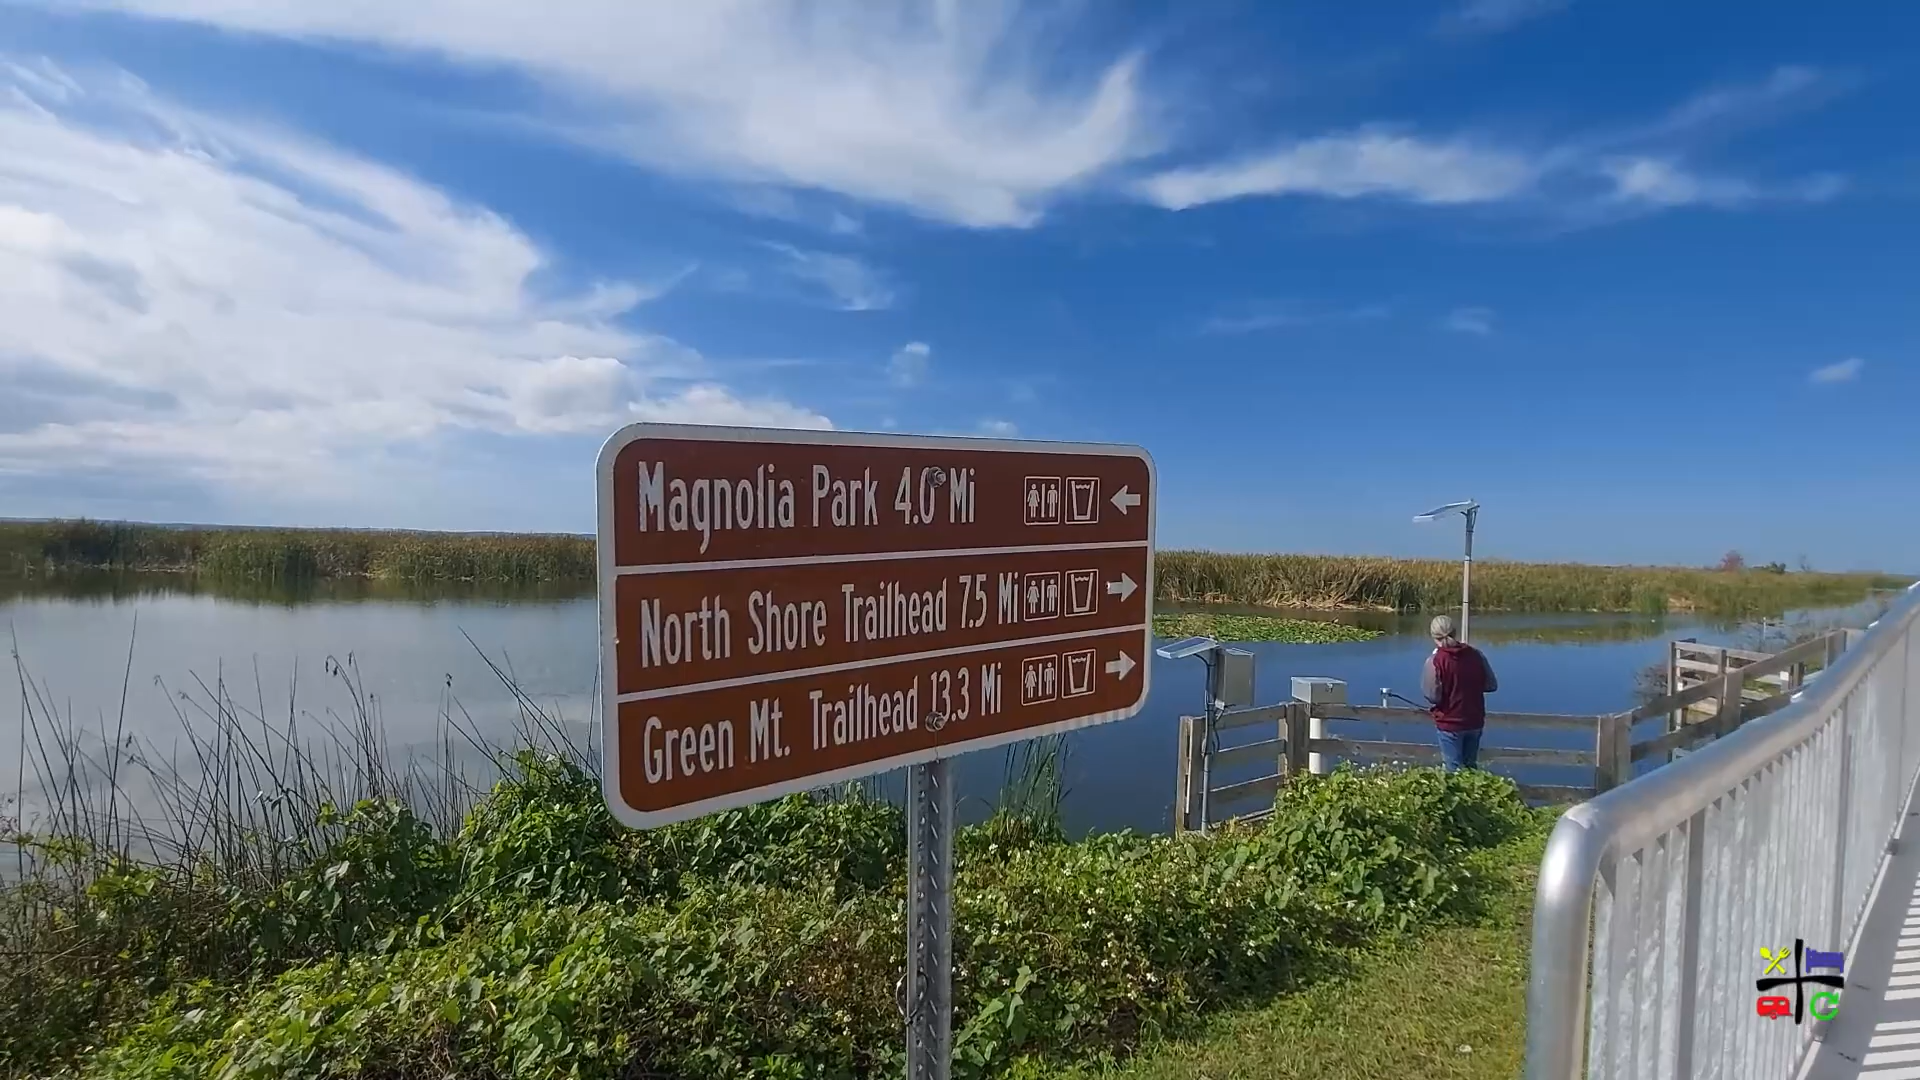 Magnolia Park 4.0 Mi
North Shore Trailhead 7.5 Mi
Green Mt. Trailhead 13.3 Mi